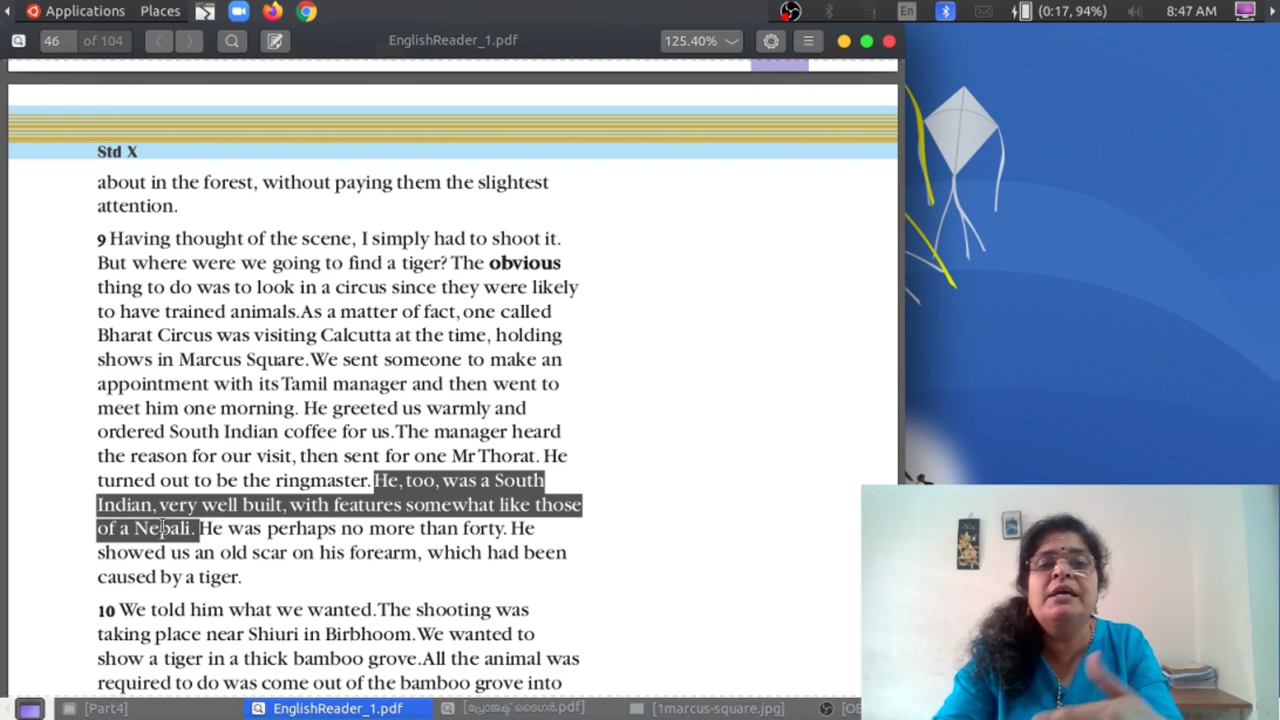 Applications Places En (0:17, 94%) 8:47 AM
46 of 104 EnglishReader_1.pdf 125.40%
Std X
about in the forest, without paying them the slightest
attention.
9 Having thought of the scene, I simply had to shoot it.
But where were we going to find a tiger? The obvious
thing to do was to look in a circus since they were likely
to have trained animals.As a matter of fact, one called
Bharat Circus was visiting Calcutta at the time, holding
shows in Marcus Square.We sent someone to make an
appointment with its Tamil manager and then went to
meet him one morning. He greeted us warmly and
ordered South Indian coffee for us.The manager heard
the reason for our visit, then sent for one Mr Thorat. He
turned out to be the ringmaster. He, too, was a South
Indian, very well built, with features somewhat like those
of a Nepali. He was perhaps no more than forty. He
showed us an old scar on his forearm, which had been
caused by a tiger.
10 We told him what we wanted.The shooting was
taking place near Shiuri in Birbhoom.We wanted to
show a tiger in a thick bamboo grove.All the animal was
required to do was come out of the bamboo grove into
[Part4] EnglishReader_1.pdf [പ്രോജക്ട് ടൈഗർ.pdf] [1marcus-square.jpg] [OB